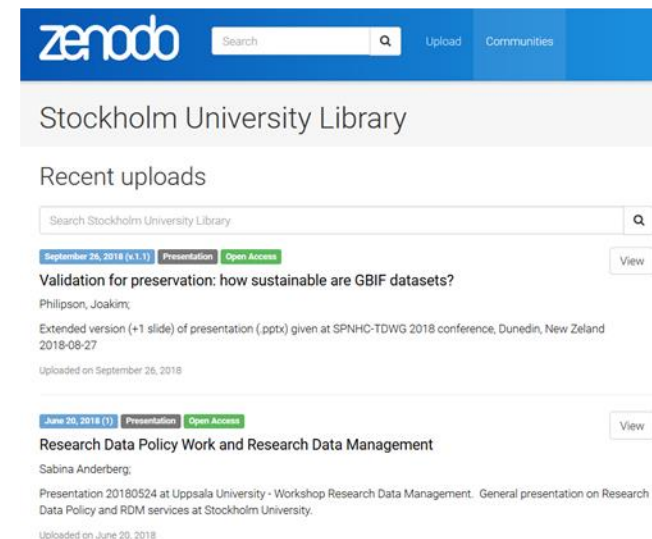 zenodo Search Upload Communities
Stockholm University Library
Recent uploads
Search Stockholm University Library
September 26, 2018 (v.1.1) Presentation Open Access View
Validation for preservation: how sustainable are GBIF datasets?
Philipson, Joakim;
Extended version (+1 slide) of presentation (.pptx) given at SPNHC-TDWG 2018 conference, Dunedin, New Zeland
2018-08-27
Uploaded on September 26, 2018
June 20, 2018 (1) Presentation Open Access View
Research Data Policy Work and Research Data Management
Sabina Anderberg;
Presentation 20180524 at Uppsala University - Workshop Research Data Management. General presentation on Research
Data Policy and RDM services at Stockholm University.
Uploaded on June 20, 2018